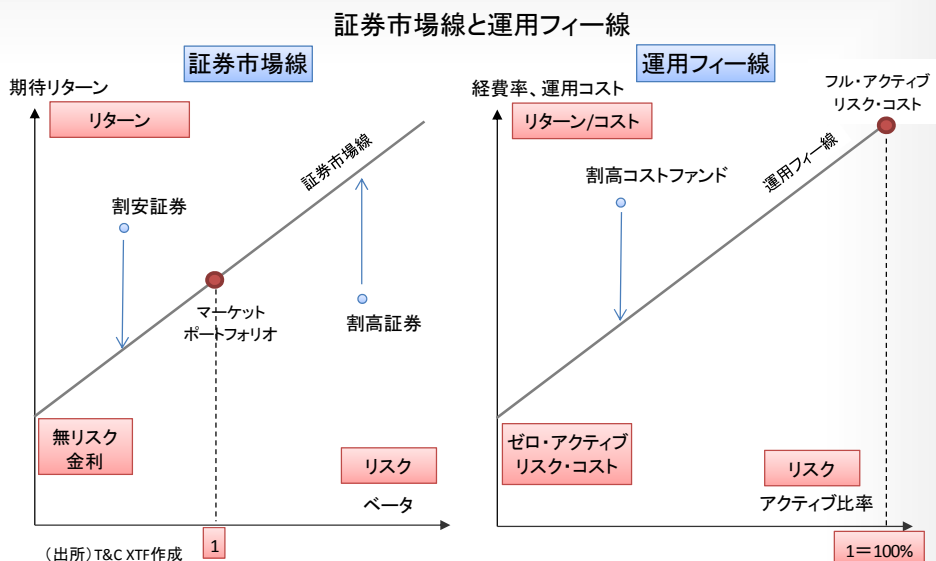 証券市場線と運用フィー線
証券市場線
期待リターン
リターン
証券市場線
割安証券
マーケット
ポートフォリオ
割高証券
無リスク
金利
リスク
ベータ
1
（出所）T&C XTF作成
運用フィー線
経費率、運用コスト
リターン/コスト
フル・アクティブ
リスク・コスト
運用フィー線
割高コストファンド
ゼロ・アクティブ
リスク・コスト
リスク
アクティブ比率
1＝100%